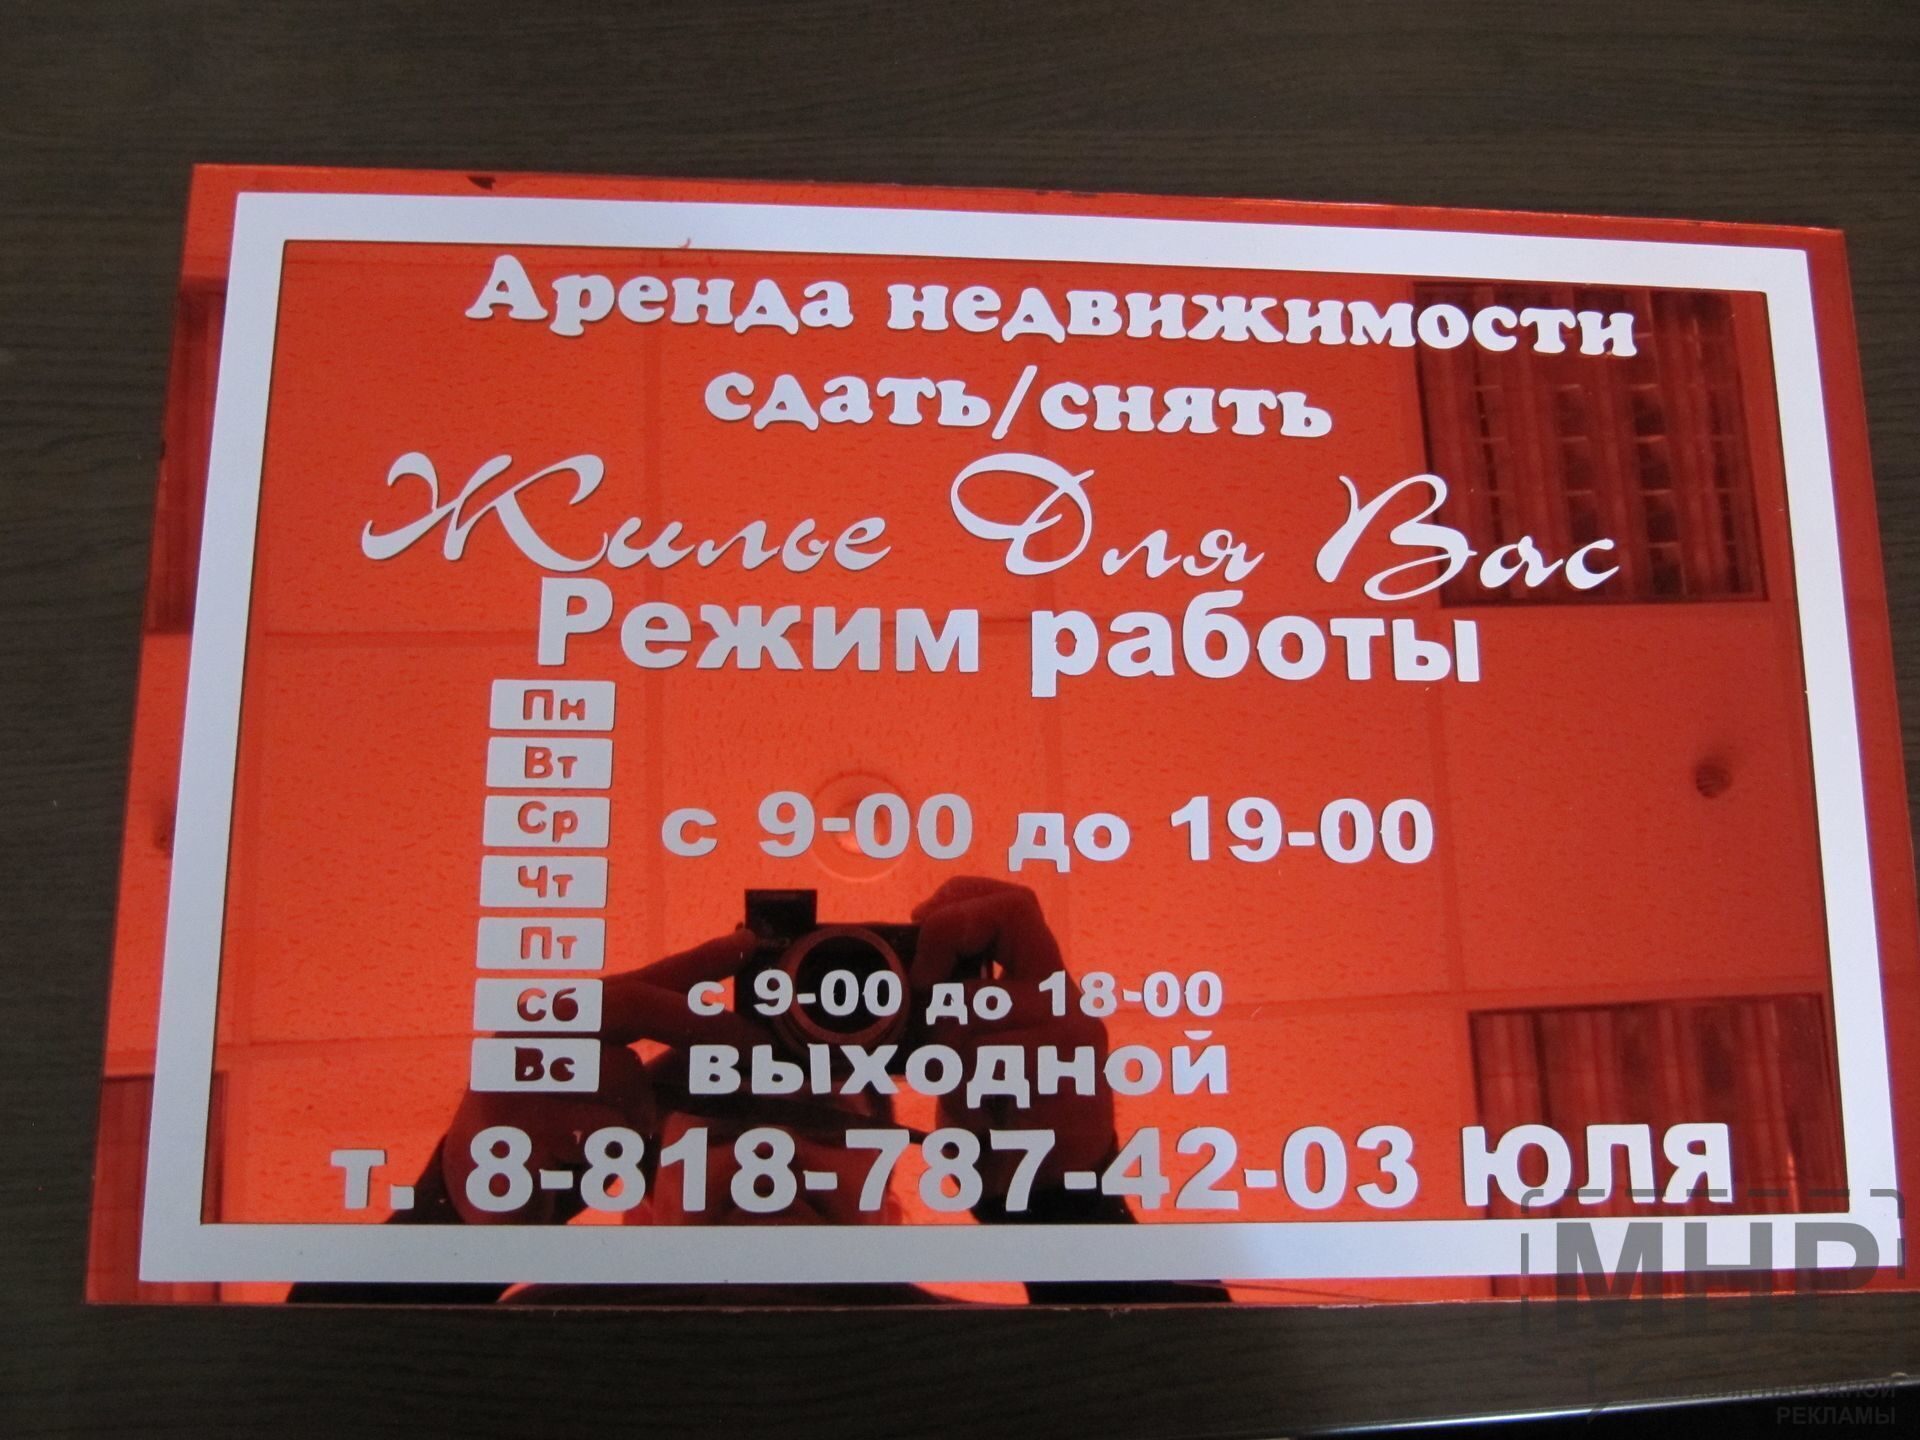 Аренда недвижимости
сдать/снять
Жилье Для Вас
Режим работы
Пн
Вт
Ср с 9-00 до 19-00
Чт
Пт
Сб с 9-00 до 18-00
Вс выходной
т. 8-818-787-42-03 ЮЛЯ
МНР
РЕКЛАМЫ